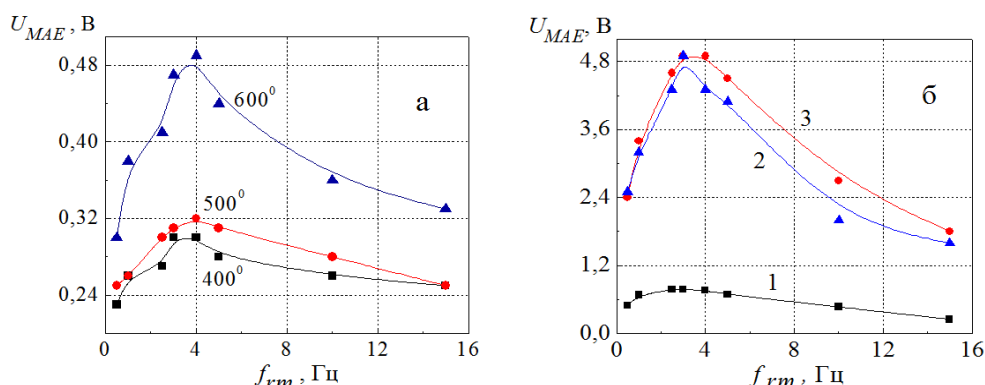 U_MAE, В
0,48
0,40
0,32
0,24
600⁰
500⁰
400⁰
а
0 4 8 12 16
f_rm , Гц
U_MAE, В
4,8
3,6
2,4
1,2
0,0
б
3
2
1
0 4 8 12 16
f_rm , Гц